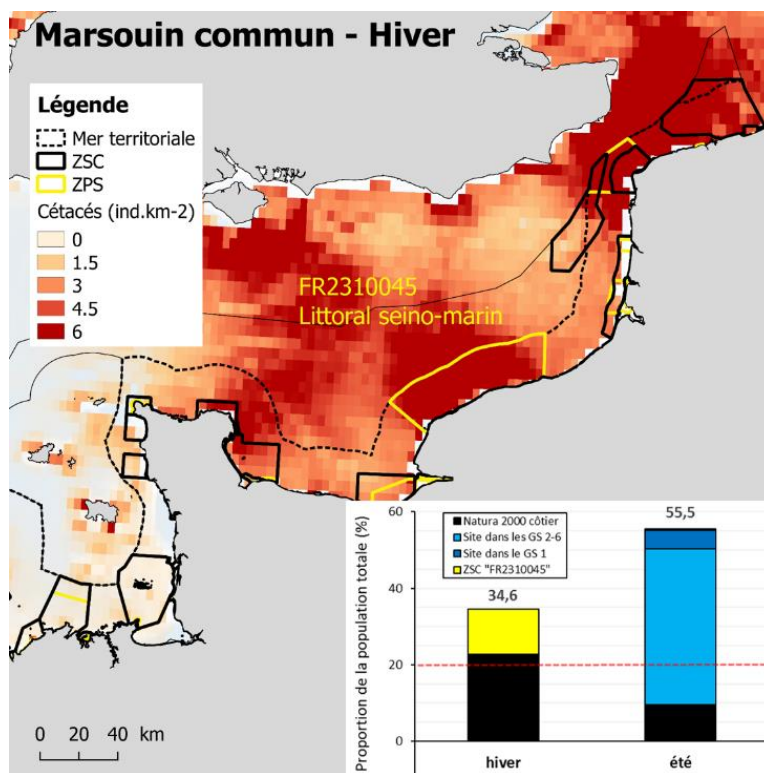 Marsouin commun - Hiver
Légende
Mer territoriale
ZSC
ZPS
Cétacés (ind.km-2)
0
1.5
3
4.5
6
FR2310045
Littoral seino-marin
0 20 40 km
Proportion de la population totale (%)
60
40
20
0
Natura 2000 côtier
Site dans les GS 2-6
Site dans le GS 1
ZSC "FR2310045"
34,6
55,5
hiver
été